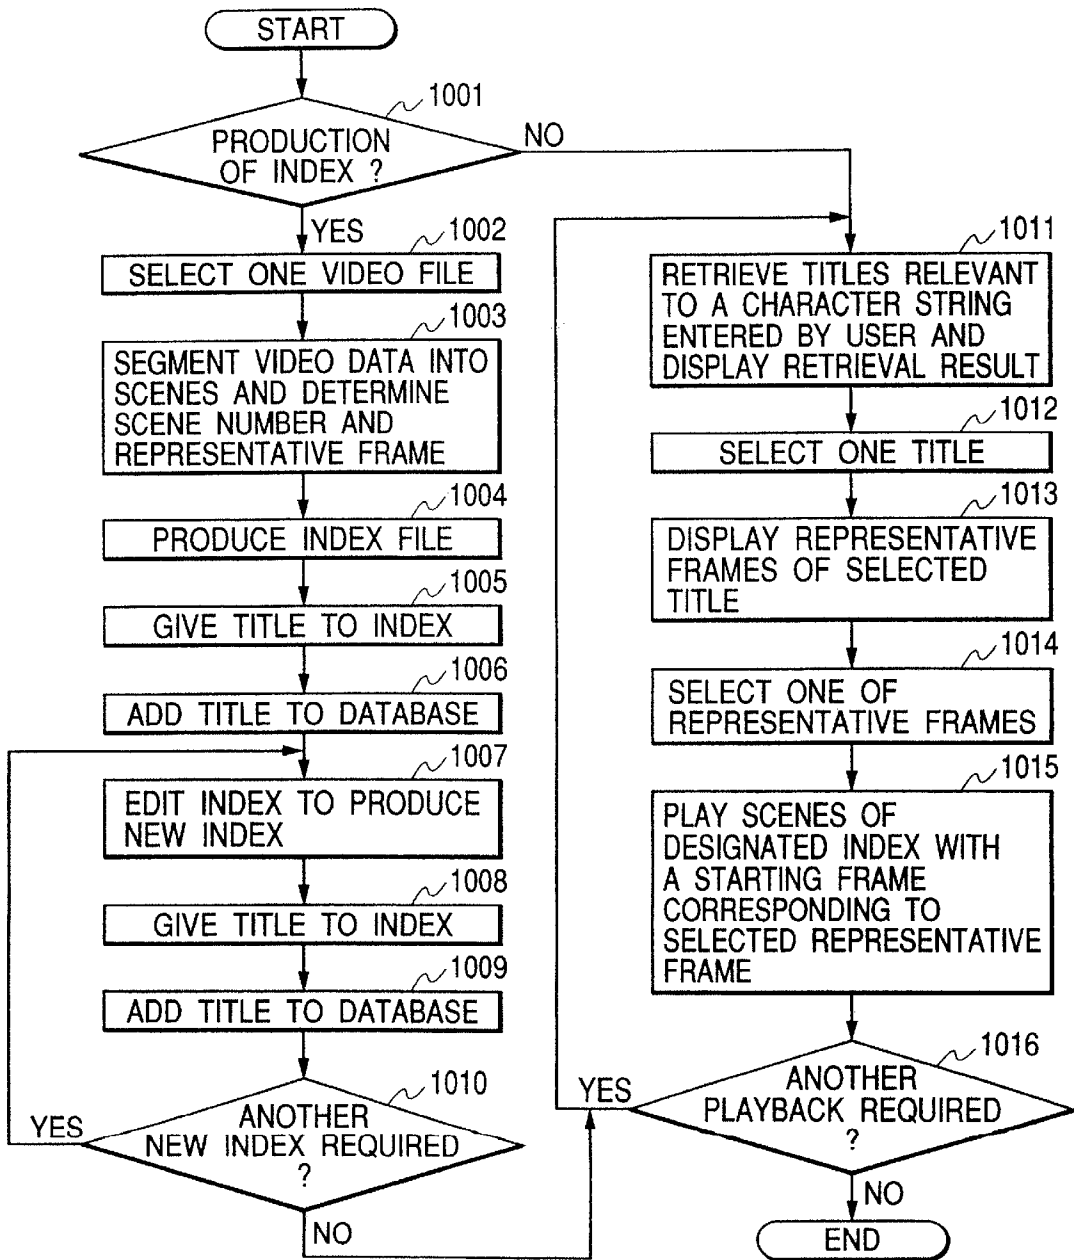 START
1001
PRODUCTION
OF INDEX ?
NO
YES
1002
SELECT ONE VIDEO FILE
1003
SEGMENT VIDEO DATA INTO
SCENES AND DETERMINE
SCENE NUMBER AND
REPRESENTATIVE FRAME
1004
PRODUCE INDEX FILE
1005
GIVE TITLE TO INDEX
1006
ADD TITLE TO DATABASE
1007
EDIT INDEX TO PRODUCE
NEW INDEX
1008
GIVE TITLE TO INDEX
1009
ADD TITLE TO DATABASE
1010
ANOTHER
NEW INDEX REQUIRED
?
YES
NO
1011
RETRIEVE TITLES RELEVANT
TO A CHARACTER STRING
ENTERED BY USER AND
DISPLAY RETRIEVAL RESULT
1012
SELECT ONE TITLE
1013
DISPLAY REPRESENTATIVE
FRAMES OF SELECTED
TITLE
1014
SELECT ONE OF
REPRESENTATIVE FRAMES
1015
PLAY SCENES OF
DESIGNATED INDEX WITH
A STARTING FRAME
CORRESPONDING TO
SELECTED REPRESENTATIVE
FRAME
1016
ANOTHER
PLAYBACK REQUIRED
?
YES
NO
END